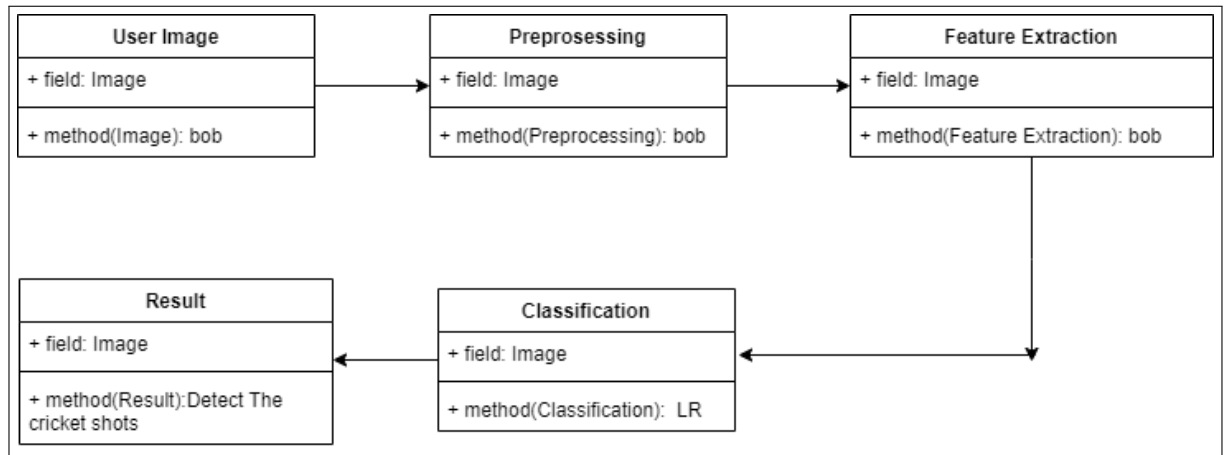 User Image
+ field: Image
+ method(Image): bob
Preprosessing
+ field: Image
+ method(Preprocessing): bob
Feature Extraction
+ field: Image
+ method(Feature Extraction): bob
Result
+ field: Image
+ method(Result):Detect The
cricket shots
Classification
+ field: Image
+ method(Classification): LR